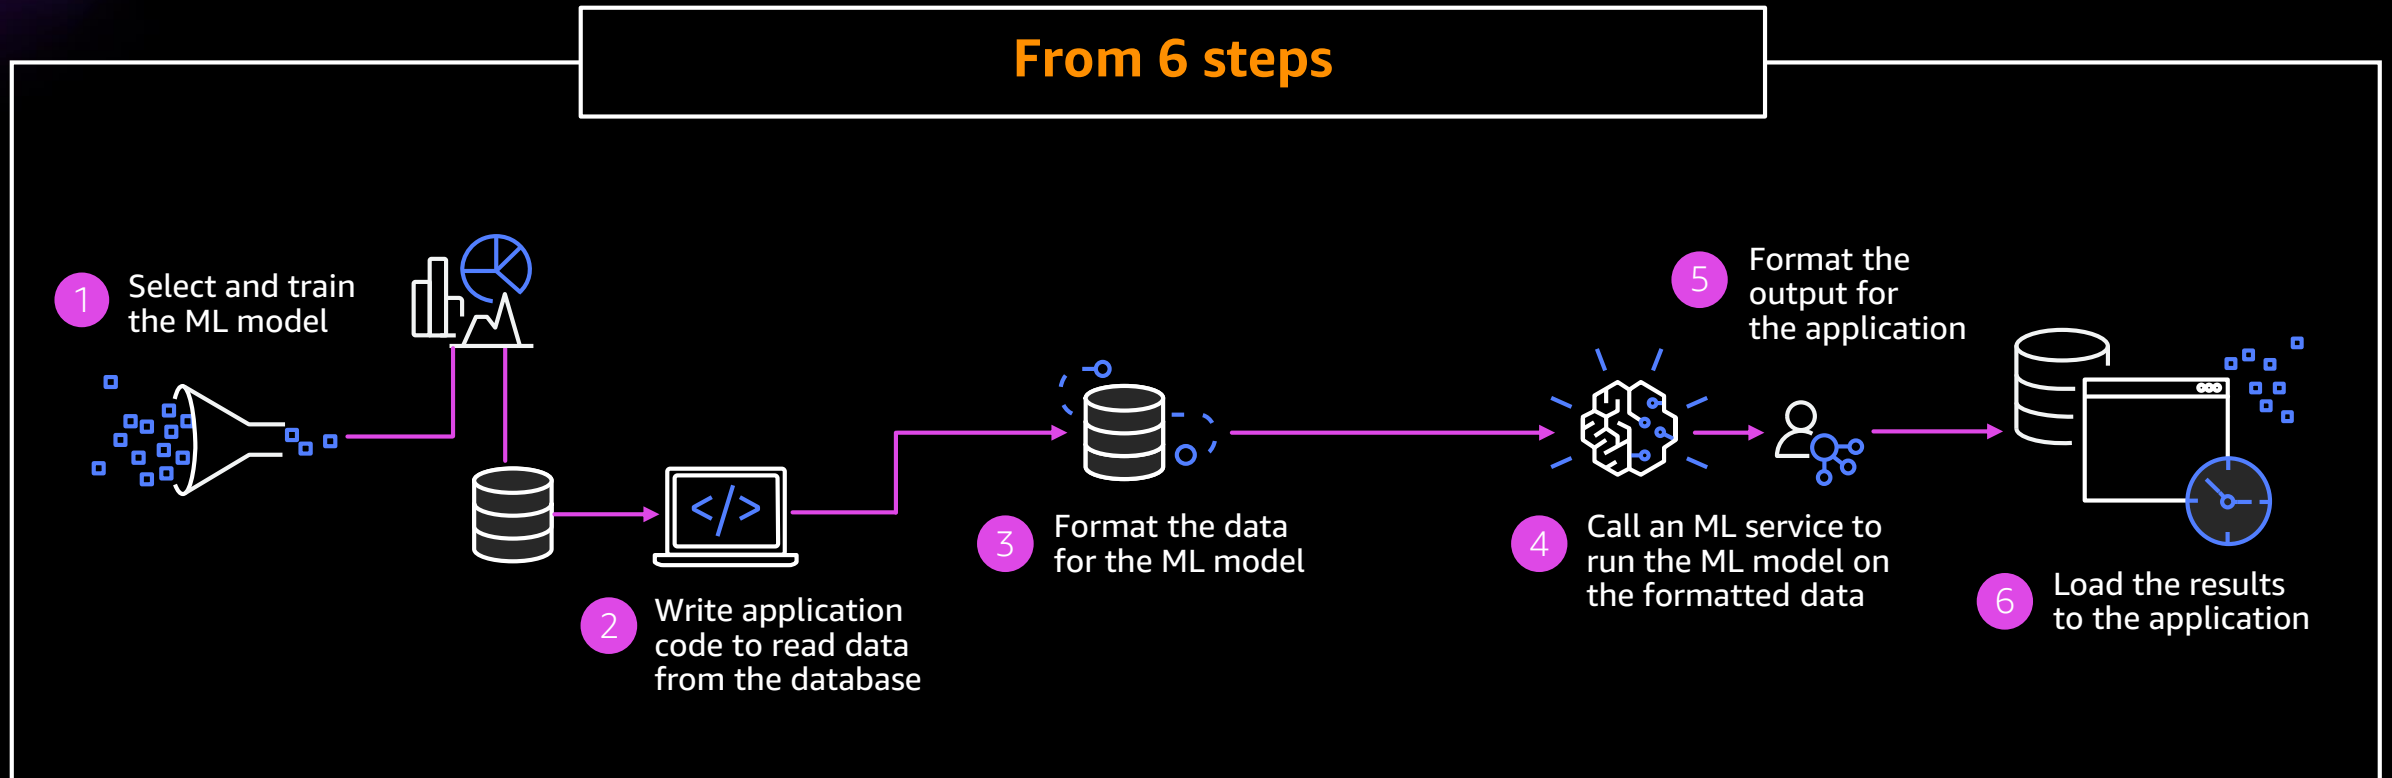 From 6 steps
1
Select and train
the ML model
2
Write application
code to read data
from the database
3
Format the data
for the ML model
4
Call an ML service to
run the ML model on
the formatted data
5
Format the
output for
the application
6
Load the results
to the application
</>